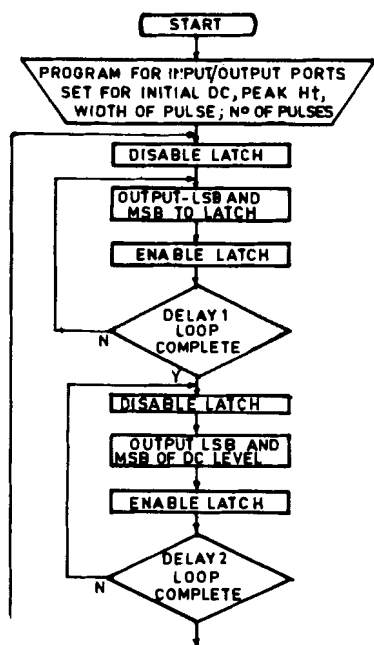 START
PROGRAM FOR INPUT/OUTPUT PORTS
SET FOR INITIAL DC, PEAK Ht,
WIDTH OF PULSE; Nº OF PULSES
DISABLE LATCH
OUTPUT-LSB AND
MSB TO LATCH
ENABLE LATCH
DELAY 1
LOOP
COMPLETE
N
Y
DISABLE LATCH
OUTPUT LSB AND
MSB OF DC LEVEL
ENABLE LATCH
DELAY 2
LOOP
COMPLETE
N